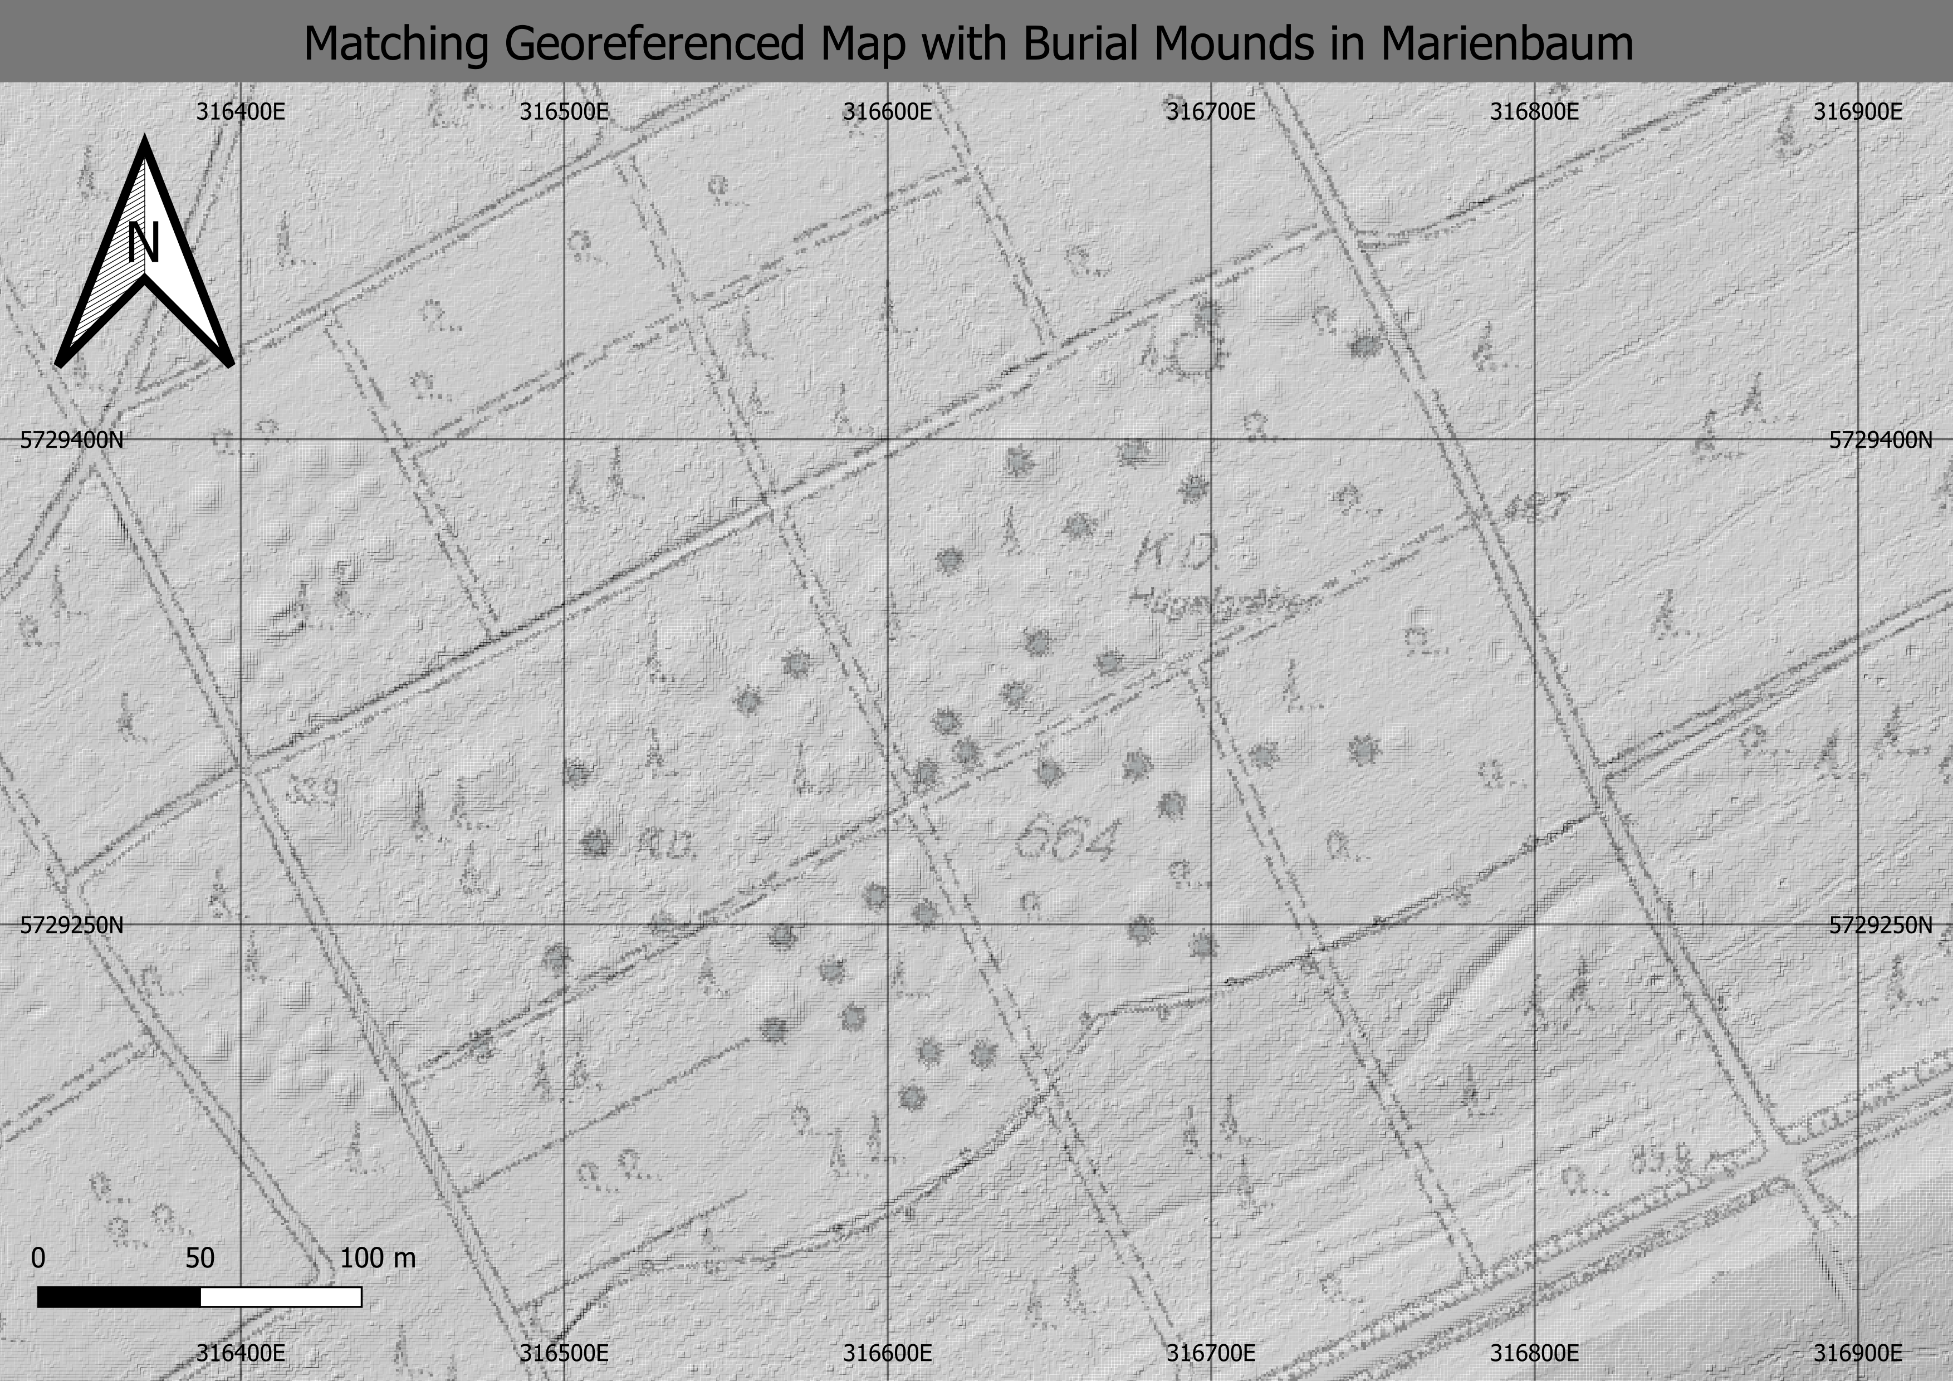 Matching Georeferenced Map with Burial Mounds in Marienbaum
316400E 316500E 316600E 316700E 316800E 316900E
N
5729400N 5729400N
KD.
664
5729250N 5729250N
0 50 100 m
316400E 316500E 316600E 316700E 316800E 316900E